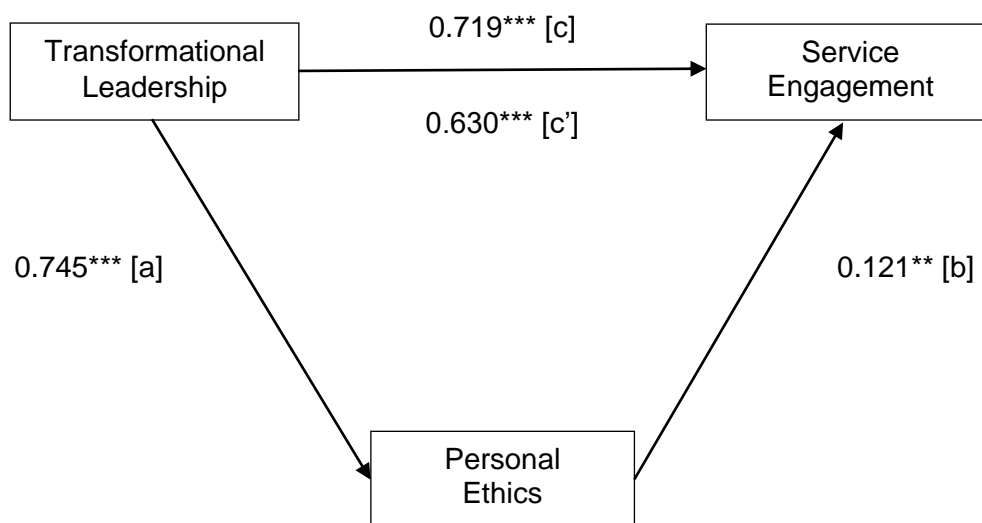 0.719*** [c]
Transformational
Leadership
Service
Engagement
0.630*** [c’]
0.745*** [a]
0.121** [b]
Personal
Ethics